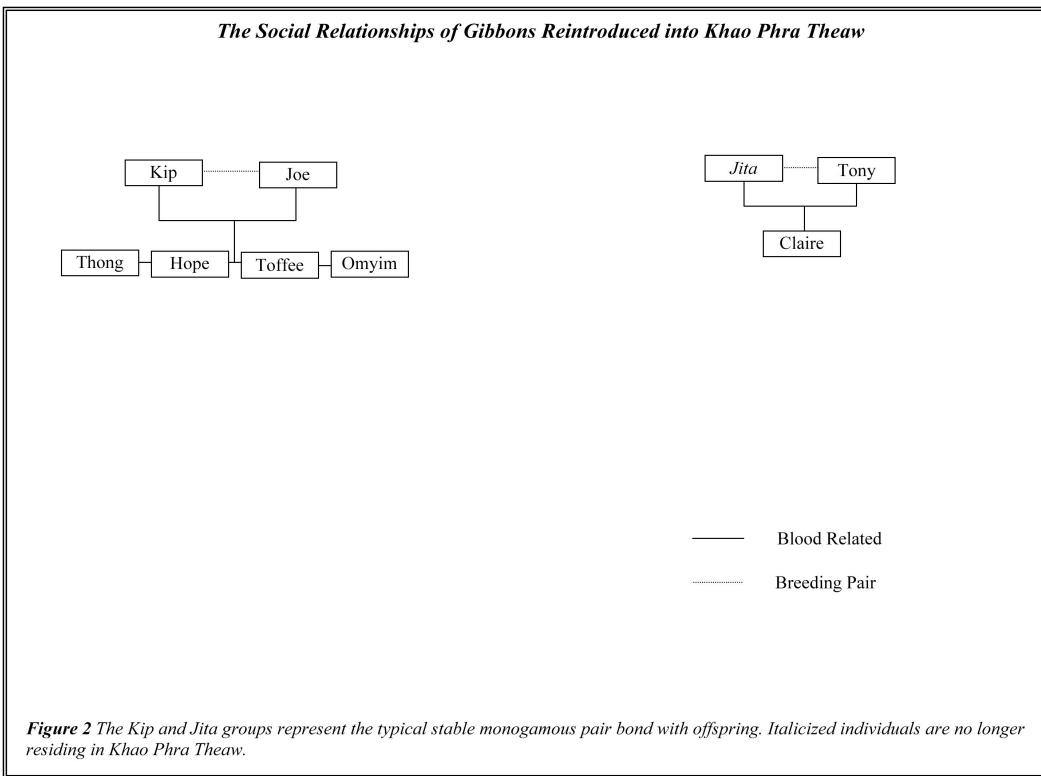 The Social Relationships of Gibbons Reintroduced into Khao Phra Theaw
Kip
Joe
Jita
Tony
Thong
Hope
Toffee
Omyim
Claire
Blood Related
Breeding Pair
Figure 2 The Kip and Jita groups represent the typical stable monogamous pair bond with offspring. Italicized individuals are no longer
residing in Khao Phra Theaw.